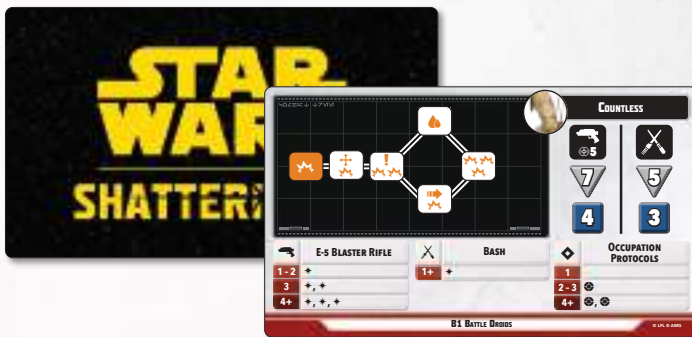 STAR
WARS
SHATTER
COUNTLESS
5
7
5
4
3
E-5 BLASTER RIFLE
1 - 2
3
4+
BASH
1+
OCCUPATION
PROTOCOLS
1
2 - 3
4+
B1 BATTLE DROIDS
© LFL © AMG